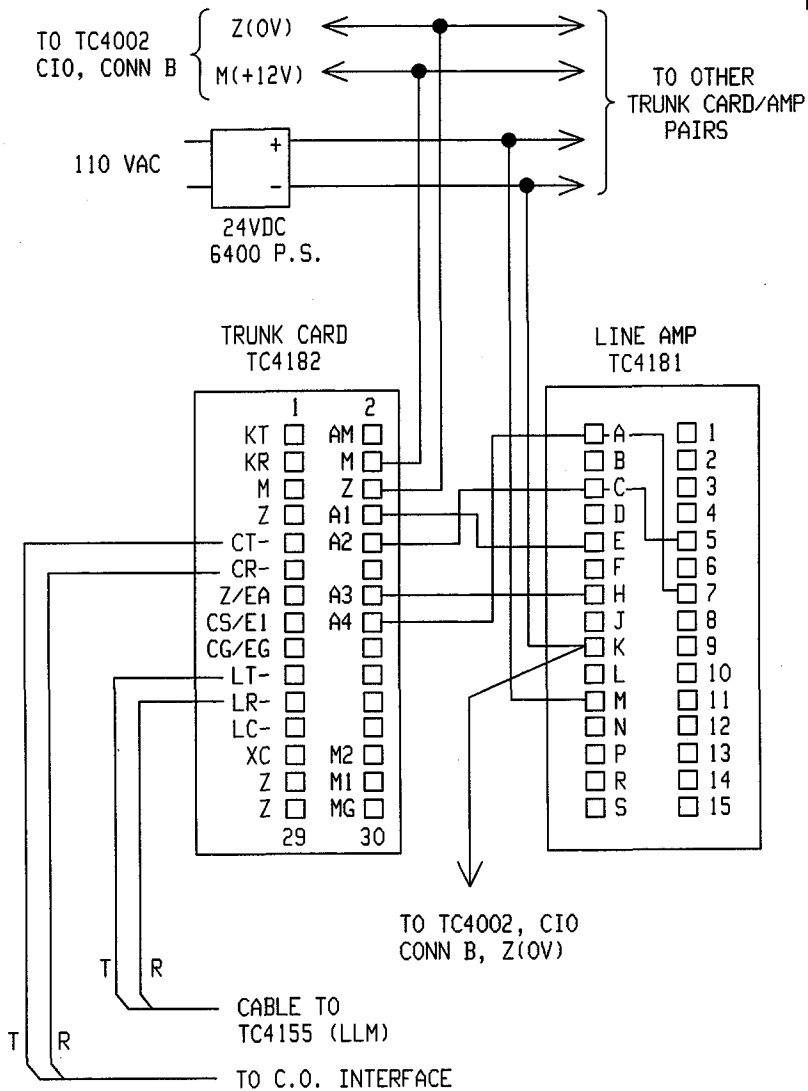 TO TC4002
CIO, CONN B
Z(0V)
M(+12V)
TO OTHER
TRUNK CARD/AMP
PAIRS
110 VAC
+
-
24VDC
6400 P.S.
TRUNK CARD
TC4182
LINE AMP
TC4181
1 2
KT AM
KR M
M Z
Z A1
CT- A2
CR-
Z/EA A3
CS/E1 A4
CG/EG
LT-
LR-
LC-
XC M2
Z M1
Z MG
29 30
A 1
B 2
C 3
D 4
E 5
F 6
H 7
J 8
K 9
L 10
M 11
N 12
P 13
R 14
S 15
TO TC4002, CIO
CONN B, Z(0V)
T R
CABLE TO
TC4155 (LLM)
T R
TO C.O. INTERFACE